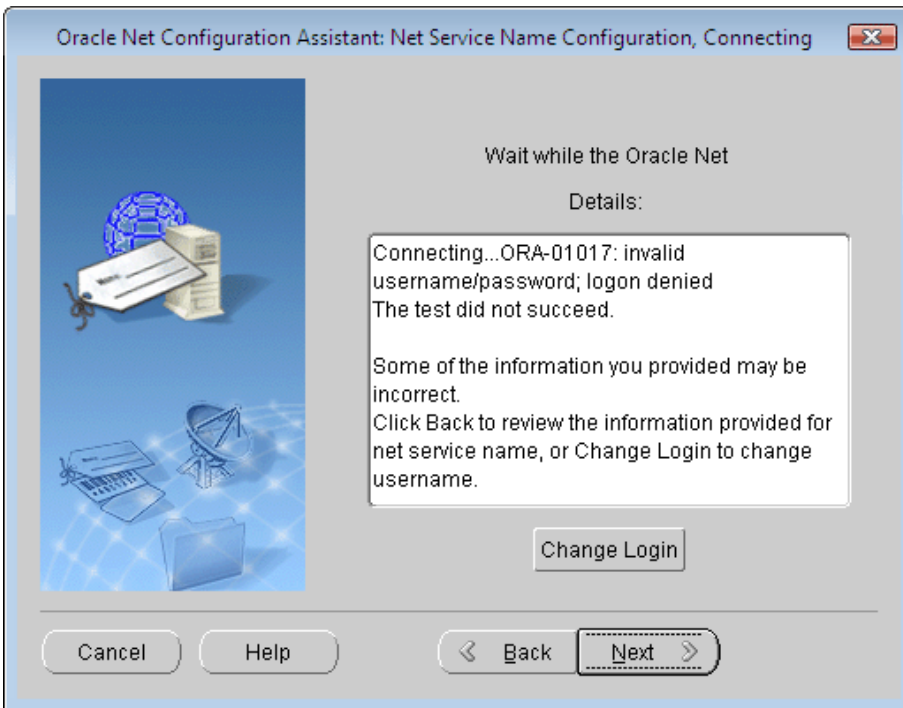 Oracle Net Configuration Assistant: Net Service Name Configuration, Connecting
Wait while the Oracle Net
Details:
Connecting...ORA-01017: invalid
username/password; logon denied
The test did not succeed.
Some of the information you provided may be
incorrect.
Click Back to review the information provided for
net service name, or Change Login to change
username.
Change Login
Cancel
Help
Back
Next